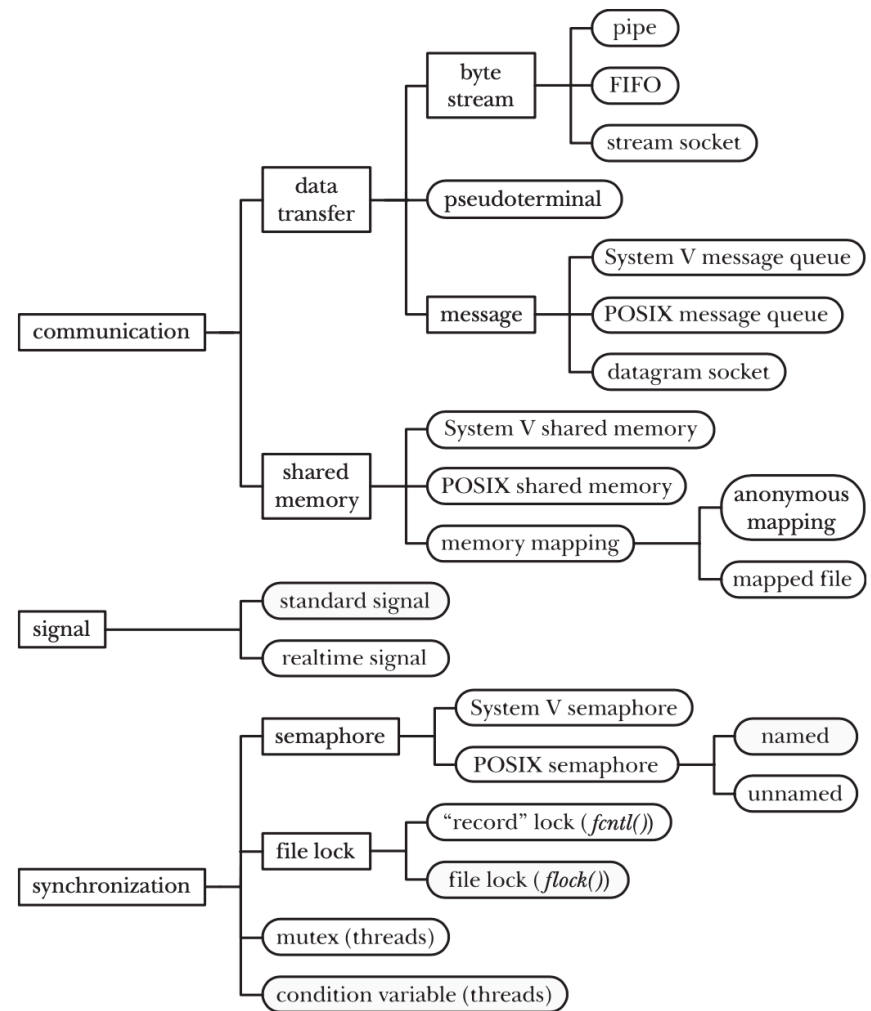 pipe
byte
stream
FIFO
stream socket
data
transfer
pseudoterminal
System V message queue
message
POSIX message queue
communication
datagram socket
System V shared memory
shared
memory
POSIX shared memory
anonymous
mapping
memory mapping
mapped file
standard signal
signal
realtime signal
System V semaphore
semaphore
named
POSIX semaphore
unnamed
“record” lock (fcntl())
file lock
file lock (flock())
synchronization
mutex (threads)
condition variable (threads)